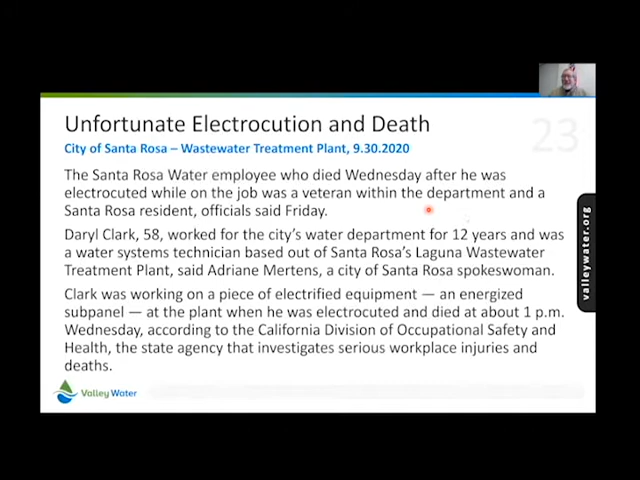 Unfortunate Electrocution and Death
23
City of Santa Rosa – Wastewater Treatment Plant, 9.30.2020
The Santa Rosa Water employee who died Wednesday after he was
electrocuted while on the job was a veteran within the department and a
Santa Rosa resident, officials said Friday.
Daryl Clark, 58, worked for the city’s water department for 12 years and was
a water systems technician based out of Santa Rosa’s Laguna Wastewater
Treatment Plant, said Adriane Mertens, a city of Santa Rosa spokeswoman.
Clark was working on a piece of electrified equipment — an energized
subpanel — at the plant when he was electrocuted and died at about 1 p.m.
Wednesday, according to the California Division of Occupational Safety and
Health, the state agency that investigates serious workplace injuries and
deaths.
valleywater.org
Valley Water